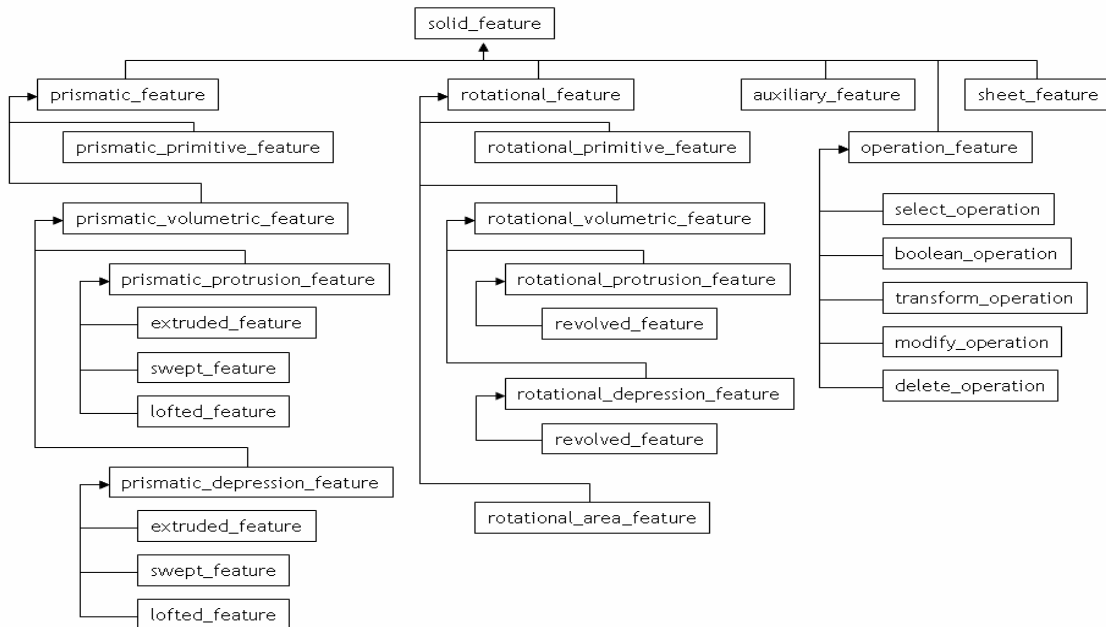 solid_feature
prismatic_feature
rotational_feature
auxiliary_feature
sheet_feature
prismatic_primitive_feature
rotational_primitive_feature
operation_feature
prismatic_volumetric_feature
rotational_volumetric_feature
select_operation
boolean_operation
prismatic_protrusion_feature
rotational_protrusion_feature
transform_operation
extruded_feature
revolved_feature
modify_operation
swept_feature
delete_operation
rotational_depression_feature
lofted_feature
revolved_feature
prismatic_depression_feature
rotational_area_feature
extruded_feature
swept_feature
lofted_feature